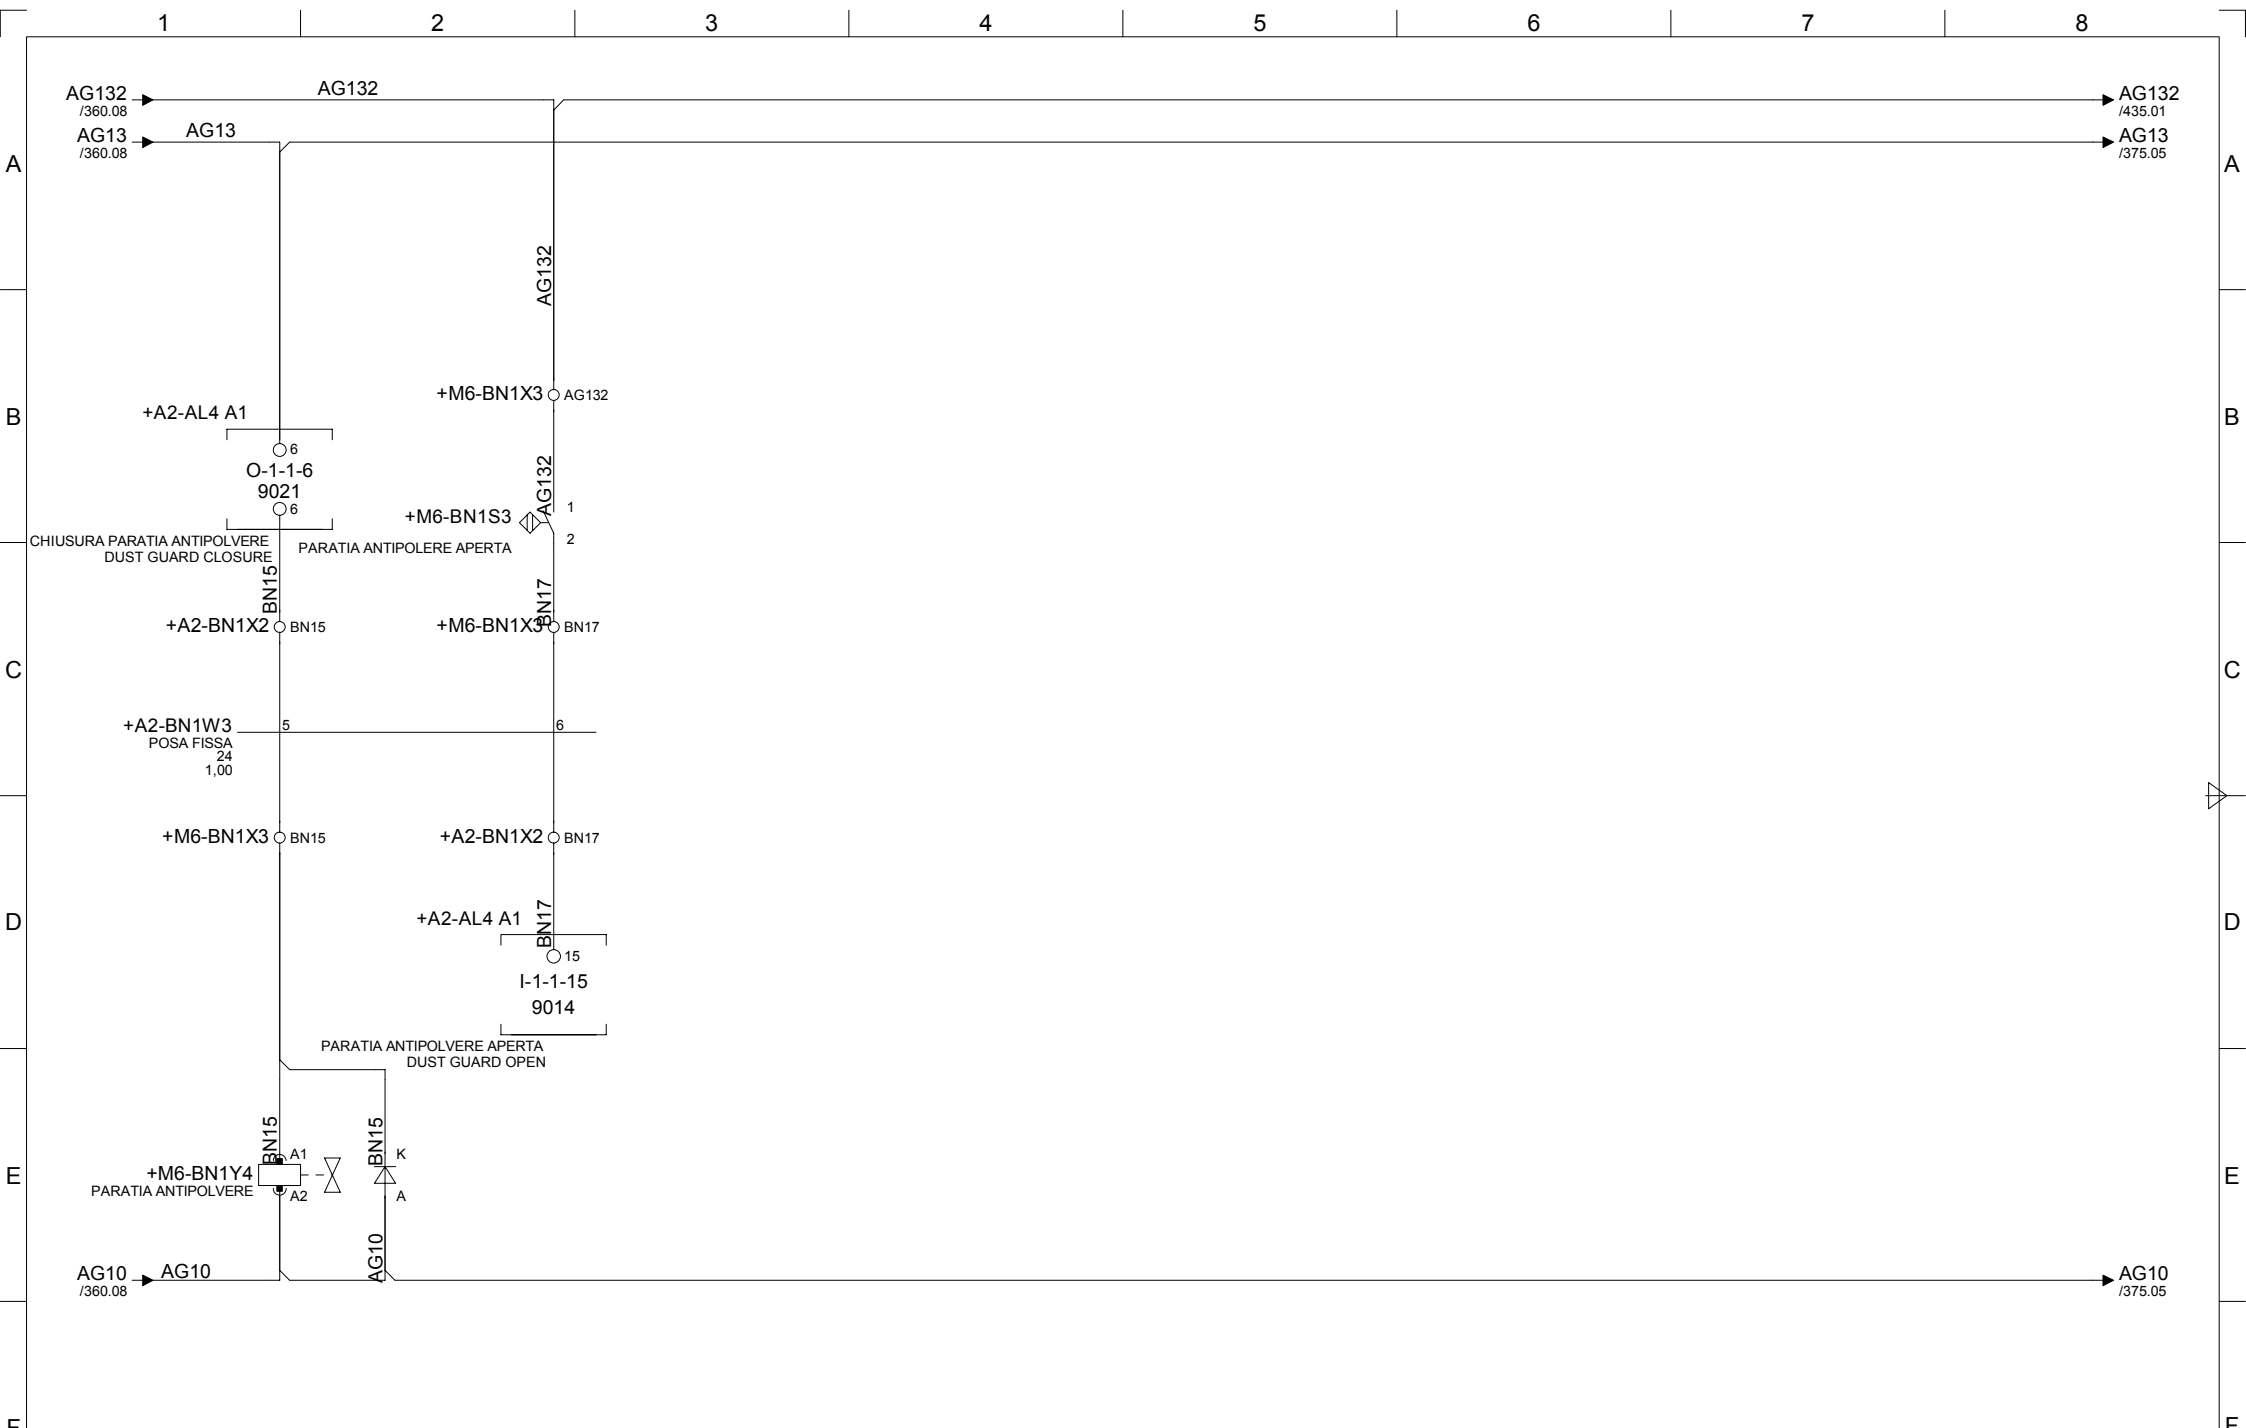 1 2 3 4 5 6 7 8
AG132
/360.08
AG132
AG132
/435.01
AG13
/360.08
AG13
AG13
/375.05
A
A
AG132
+M6-BN1X3
AG132
+A2-AL4 A1
B
B
6
O-1-1-6
9021
6
CHIUSURA PARATIA ANTIPOLVERE
DUST GUARD CLOSURE
AG132
+M6-BN1S3
1
2
PARATIA ANTIPOLERE APERTA
BN15
BN17
+A2-BN1X2
BN15
+M6-BN1X3
BN17
C
C
+A2-BN1W3
POSA FISSA
24
1,00
5
6
+M6-BN1X3
BN15
+A2-BN1X2
BN17
D
D
+A2-AL4 A1
BN17
15
I-1-1-15
9014
PARATIA ANTIPOLVERE APERTA
DUST GUARD OPEN
BN15
BN15
A1
K
E
E
+M6-BN1Y4
PARATIA ANTIPOLVERE
A2
A
AG10
AG10
/360.08
AG10
AG10
/375.05